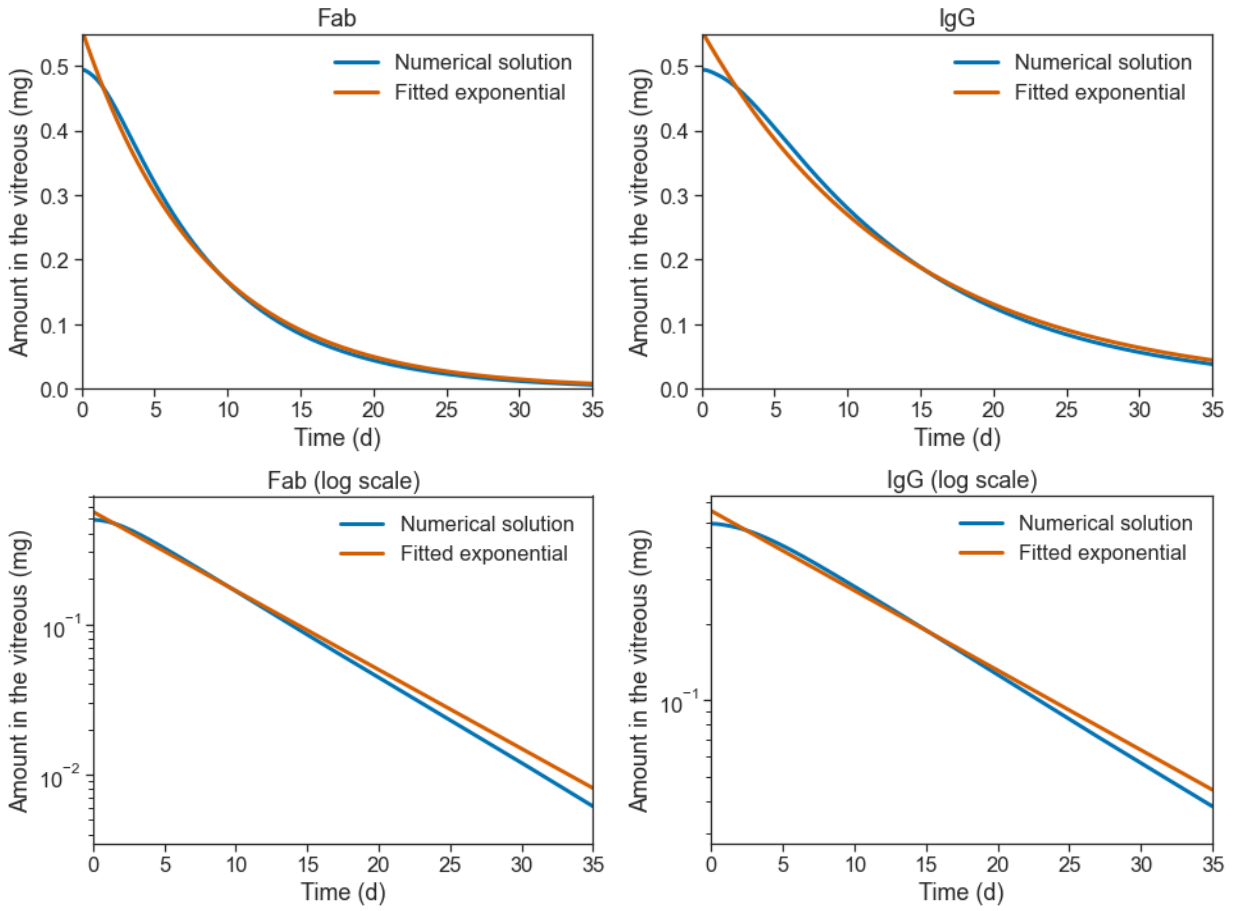 Fab
Amount in the vitreous (mg)
0.5
0.4
0.3
0.2
0.1
0.0
Numerical solution
Fitted exponential
0 5 10 15 20 25 30 35
Time (d)
IgG
Amount in the vitreous (mg)
0.5
0.4
0.3
0.2
0.1
0.0
Numerical solution
Fitted exponential
0 5 10 15 20 25 30 35
Time (d)
Fab (log scale)
Amount in the vitreous (mg)
10⁻¹
10⁻²
Numerical solution
Fitted exponential
0 5 10 15 20 25 30 35
Time (d)
IgG (log scale)
Amount in the vitreous (mg)
10⁻¹
Numerical solution
Fitted exponential
0 5 10 15 20 25 30 35
Time (d)